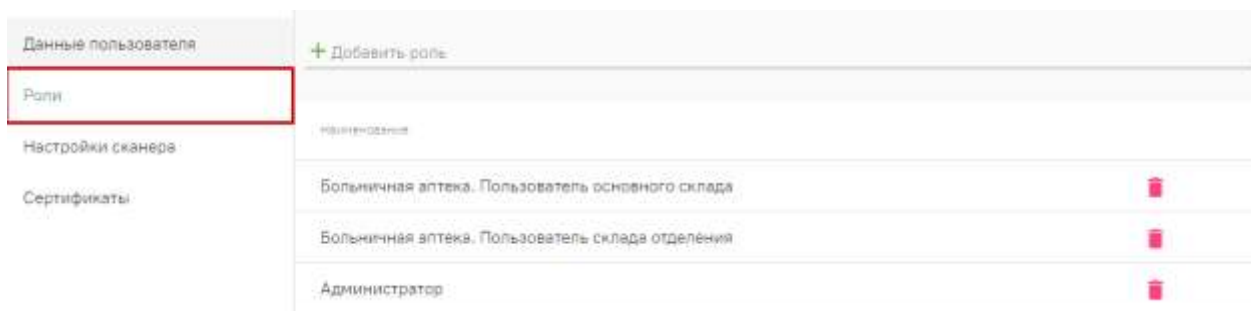 Данные пользователя
Добавить роль
Роли
Наименование
Настройки сканера
Больничная аптека. Пользователь основного склада
Сертификаты
Больничная аптека. Пользователь склада отделения
Администратор